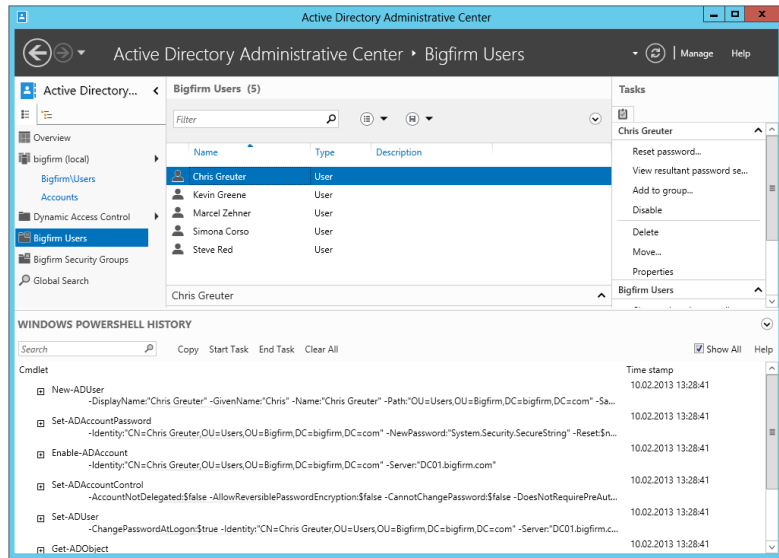 Active Directory Administrative Center
Active Directory Administrative Center • Bigfirm Users
Manage Help
Active Directory...
Overview
bigfirm (local)
Bigfirm\Users
Accounts
Dynamic Access Control
Bigfirm Users
Bigfirm Security Groups
Global Search
Bigfirm Users (5)
Filter
Name Type Description
Chris Greuter User
Kevin Greene User
Marcel Zehner User
Simona Corso User
Steve Red User
Chris Greuter
Tasks
Chris Greuter
Reset password...
View resultant password se...
Add to group...
Disable
Delete
Move...
Properties
Bigfirm Users
WINDOWS POWERSHELL HISTORY
Search Copy Start Task End Task Clear All Show All Help
Cmdlet Time stamp
New-ADUser 10.02.2013 13:28:41
-DisplayName:"Chris Greuter" -GivenName:"Chris" -Name:"Chris Greuter" -Path:"OU=Users,OU=Bigfirm,DC=bigfirm,DC=com" -Sa...
Set-ADAccountPassword 10.02.2013 13:28:41
-Identity:"CN=Chris Greuter,OU=Users,OU=Bigfirm,DC=bigfirm,DC=com" -NewPassword:"System.Security.SecureString" -Reset:$n...
Enable-ADAccount 10.02.2013 13:28:41
-Identity:"CN=Chris Greuter,OU=Users,OU=Bigfirm,DC=bigfirm,DC=com" -Server:"DC01.bigfirm.com"
Set-ADAccountControl 10.02.2013 13:28:41
-AccountNotDelegated:$false -AllowReversiblePasswordEncryption:$false -CannotChangePassword:$false -DoesNotRequirePreAut...
Set-ADUser 10.02.2013 13:28:41
-ChangePasswordAtLogon:$true -Identity:"CN=Chris Greuter,OU=Users,OU=Bigfirm,DC=bigfirm,DC=com" -Server:"DC01.bigfirm.c...
Get-ADObject 10.02.2013 13:28:41